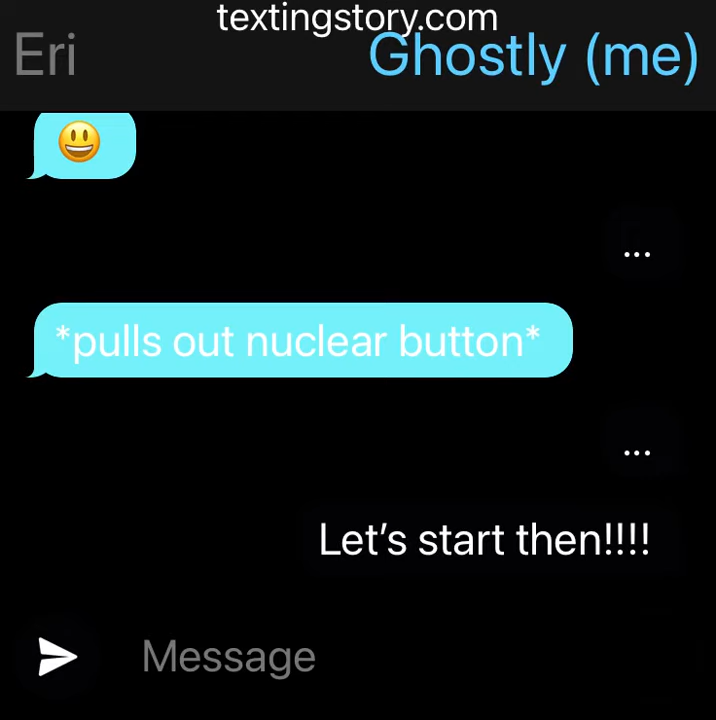 textingstory.com
Eri
Ghostly (me)
😃
...
*pulls out nuclear button*
...
Let’s start then!!!!
Message